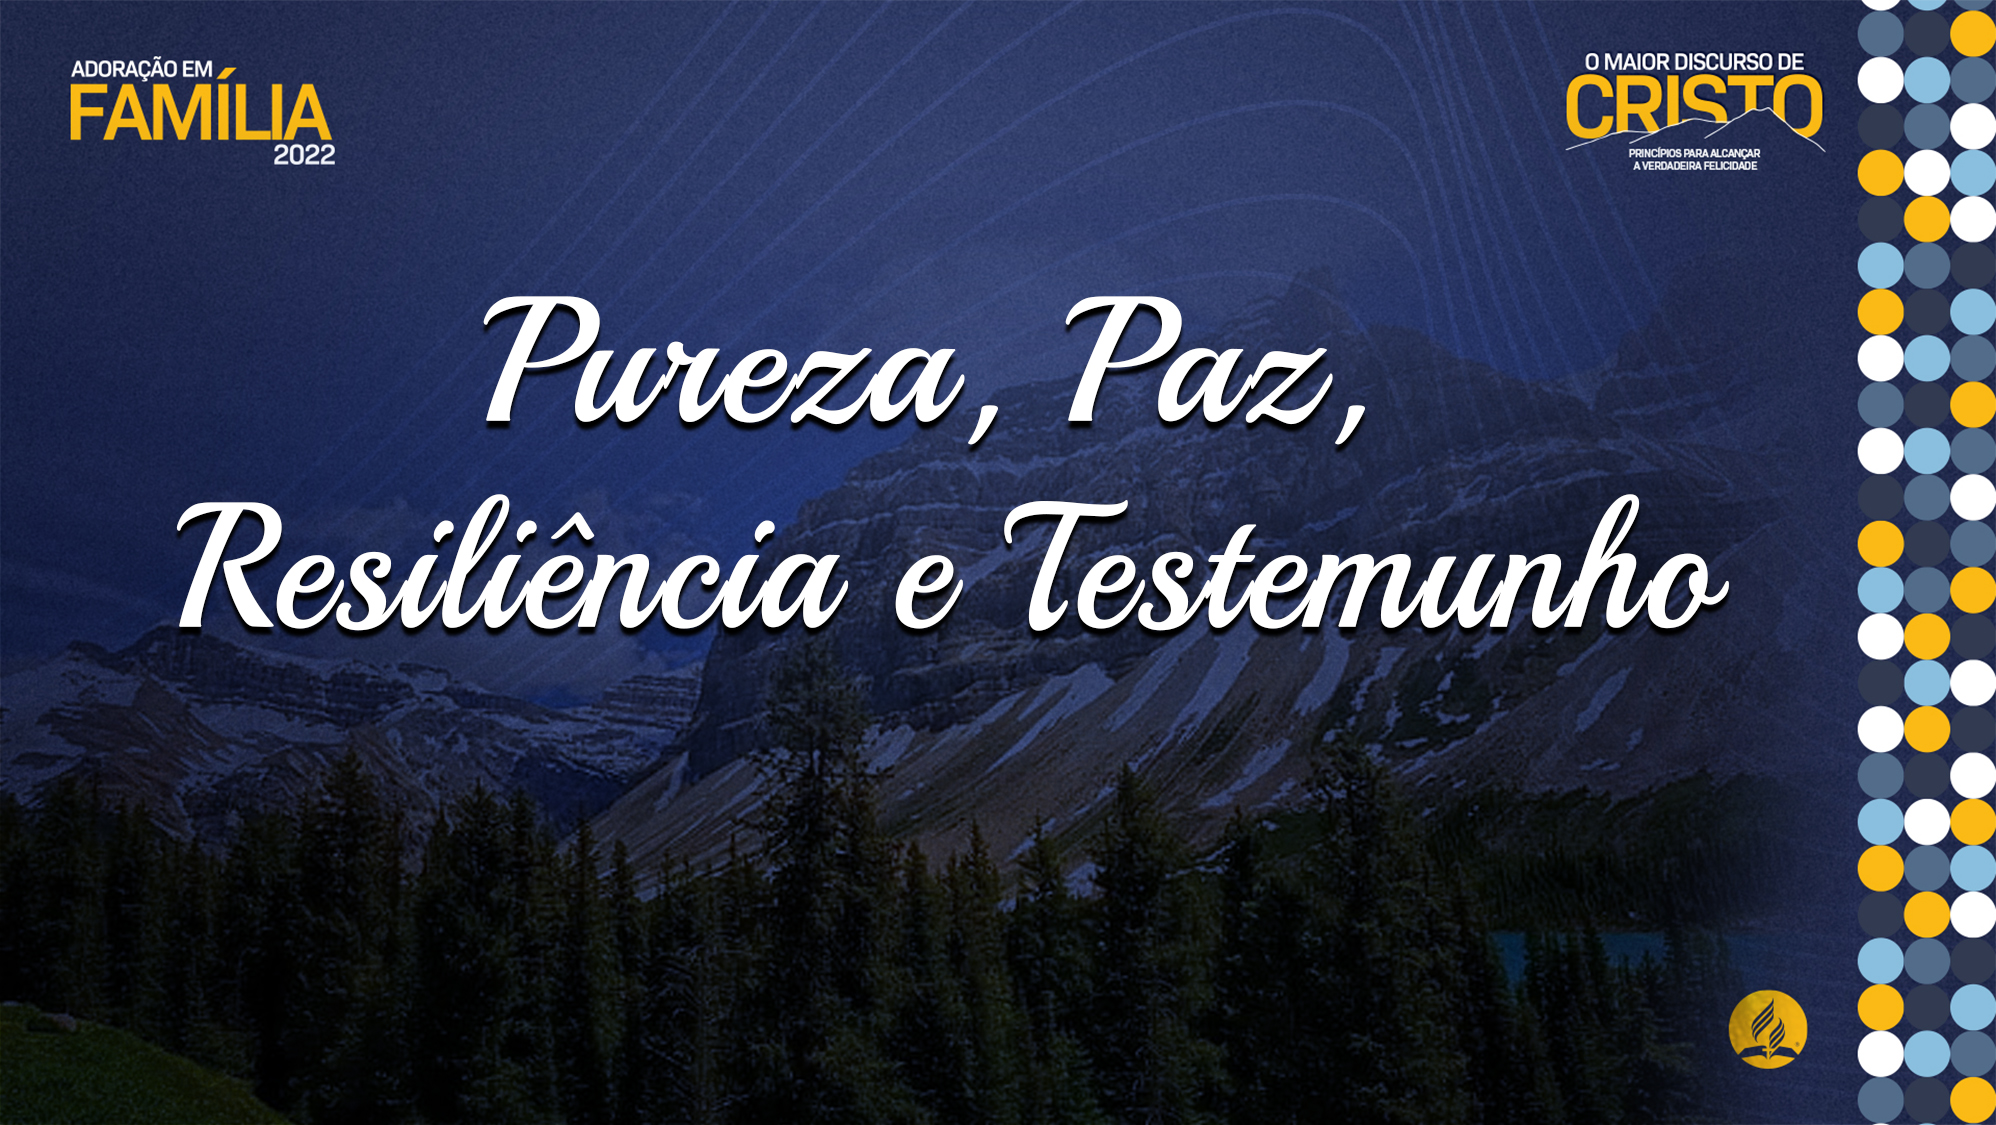 ADORAÇÃO EM
FAMÍLIA
2022
O MAIOR DISCURSO DE
CRISTO
PRINCÍPIOS PARA ALCANÇAR
A VERDADEIRA FELICIDADE
Pureza, Paz,
Resiliência e Testemunho